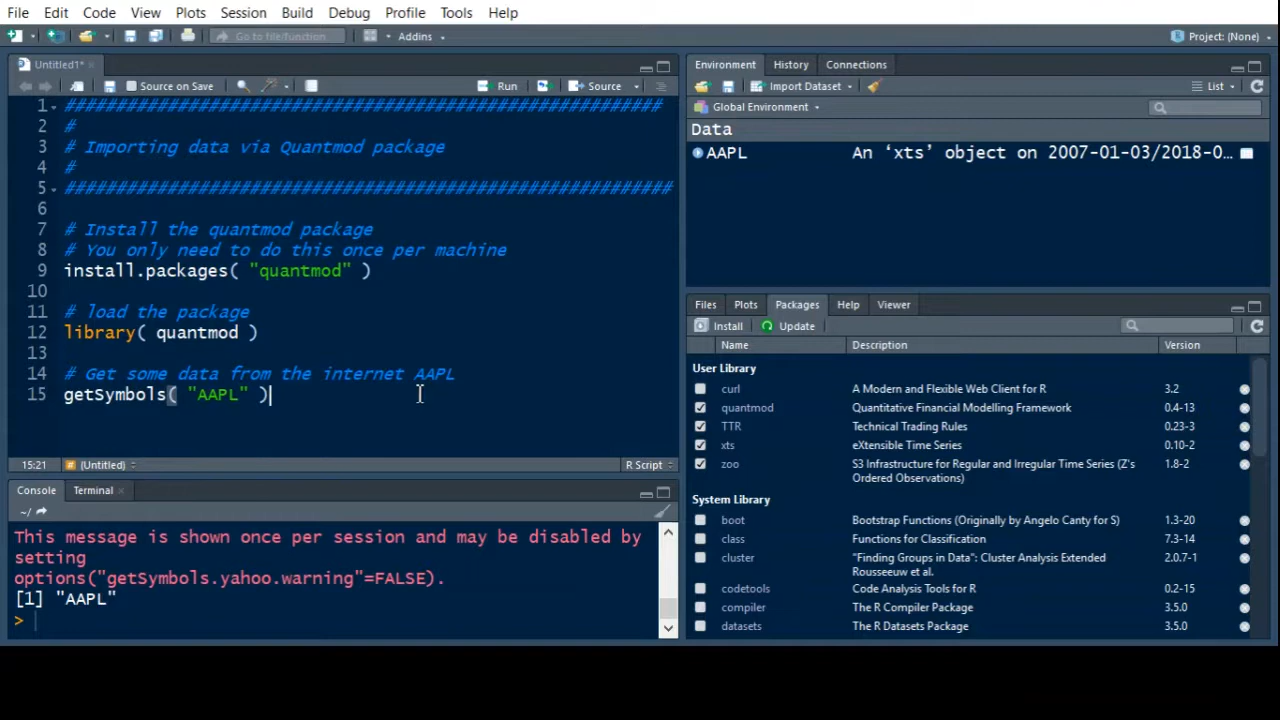 File Edit Code View Plots Session Build Debug Profile Tools Help
Go to file/function Addins Project: (None)
Untitled1*
Source on Save Run Source
1 ##########################################################
2 #
3 # Importing data via Quantmod package
4 #
5 ###########################################################
6
7 # Install the quantmod package
8 # You only need to do this once per machine
9 install.packages( "quantmod" )
10
11 # load the package
12 library( quantmod )
13
14 # Get some data from the internet AAPL
15 getSymbols( "AAPL" )
15:21 (Untitled) R Script
Console Terminal
~/
This message is shown once per session and may be disabled by
setting
options("getSymbols.yahoo.warning"=FALSE).
[1] "AAPL"
>
Environment History Connections
Import Dataset List
Global Environment
Data
AAPL An ‘xts’ object on 2007-01-03/2018-0…
Files Plots Packages Help Viewer
Install Update
Name Description Version
User Library
curl A Modern and Flexible Web Client for R 3.2
quantmod Quantitative Financial Modelling Framework 0.4-13
TTR Technical Trading Rules 0.23-3
xts eXtensible Time Series 0.10-2
zoo S3 Infrastructure for Regular and Irregular Time Series (Z's 1.8-2
Ordered Observations)
System Library
boot Bootstrap Functions (Originally by Angelo Canty for S) 1.3-20
class Functions for Classification 7.3-14
cluster "Finding Groups in Data": Cluster Analysis Extended 2.0.7-1
Rousseeuw et al.
codetools Code Analysis Tools for R 0.2-15
compiler The R Compiler Package 3.5.0
datasets The R Datasets Package 3.5.0